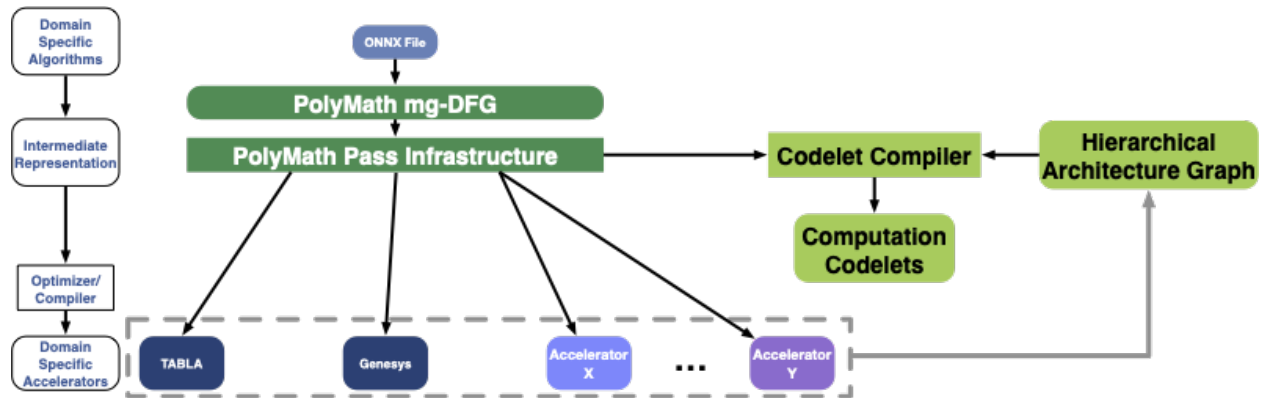 Domain
Specific
Algorithms
ONNX File
PolyMath mg-DFG
Intermediate
Representation
PolyMath Pass Infrastructure
Codelet Compiler
Hierarchical
Architecture Graph
Computation
Codelets
Optimizer/
Compiler
Domain
Specific
Accelerators
TABLA
Genesys
Accelerator
X
...
Accelerator
Y